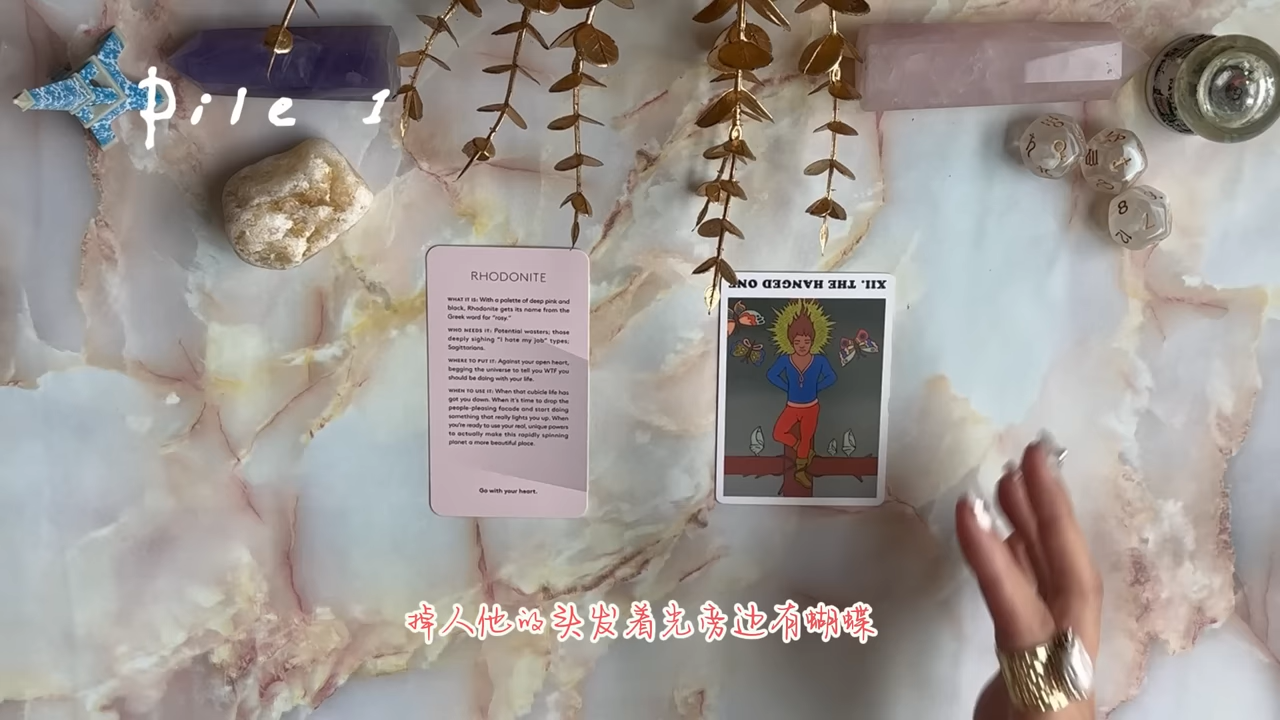 pile 1
RHODONITE
WHAT IT IS: With a palette of deep pink and
black, Rhodonite gets its name from the
Greek word for "rosy."
WHO NEEDS IT: Potential wasters; those
deeply sighing "I hate my job" types;
Sagittarians.
WHERE TO PUT IT: Against your open heart,
begging the universe to tell you WTF you
should be doing with your life.
WHEN TO USE IT: When that cubicle life has
got you down. When it's time to drop the
people-pleasing facade and start doing
something that really lights you up. When
you're ready to use your real, unique powers
to actually make this rapidly spinning
planet a more beautiful place.
Go with your heart.
XII. THE HANGED ONE
掉人他的头发着光旁边有蝴蝶